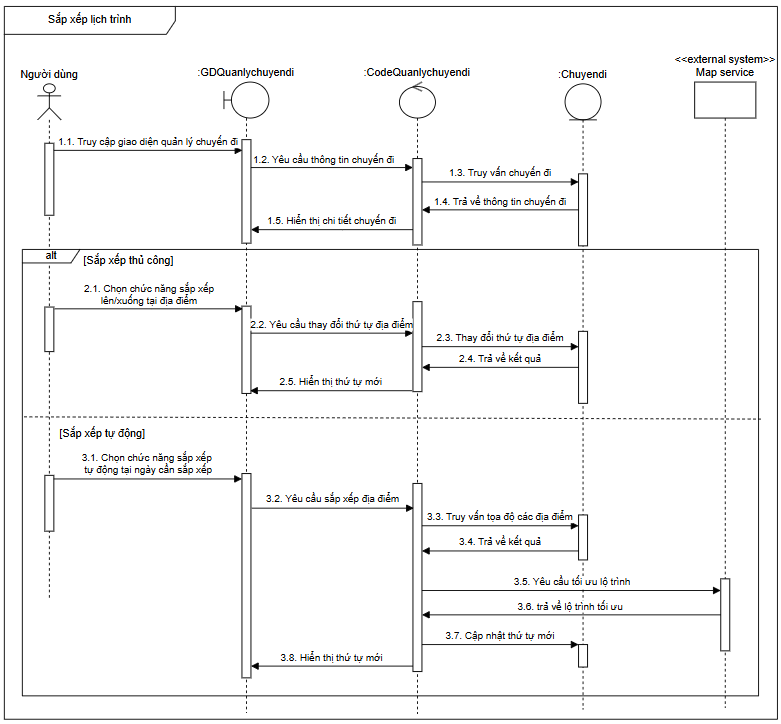 Sắp xếp lịch trình
<<external system>>
Người dùng
:GDQuanlychuyendi
:CodeQuanlychuyendi
:Chuyendi
Map service
1.1. Truy cập giao diện quản lý chuyến đi
1.2. Yêu cầu thông tin chuyến đi
1.3. Truy vấn chuyến đi
1.4. Trả về thông tin chuyến đi
1.5. Hiển thị chi tiết chuyến đi
alt
[Sắp xếp thủ công]
2.1. Chọn chức năng sắp xếp
lên/xuống tại địa điểm
2.2. Yêu cầu thay đổi thứ tự địa điểm
2.3. Thay đổi thứ tự địa điểm
2.4. Trả về kết quả
2.5. Hiển thị thứ tự mới
[Sắp xếp tự động]
3.1. Chọn chức năng sắp xếp
tự động tại ngày cần sắp xếp
3.2. Yêu cầu sắp xếp địa điểm
3.3. Truy vấn tọa độ các địa điểm
3.4. Trả về kết quả
3.5. Yêu cầu tối ưu lộ trình
3.6. trả về lộ trình tối ưu
3.7. Cập nhật thứ tự mới
3.8. Hiển thị thứ tự mới